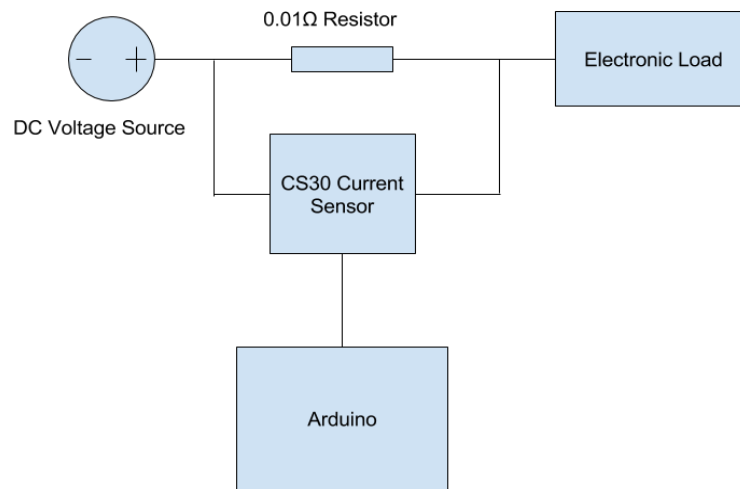 0.01Ω Resistor
− +
Electronic Load
DC Voltage Source
CS30 Current
Sensor
Arduino